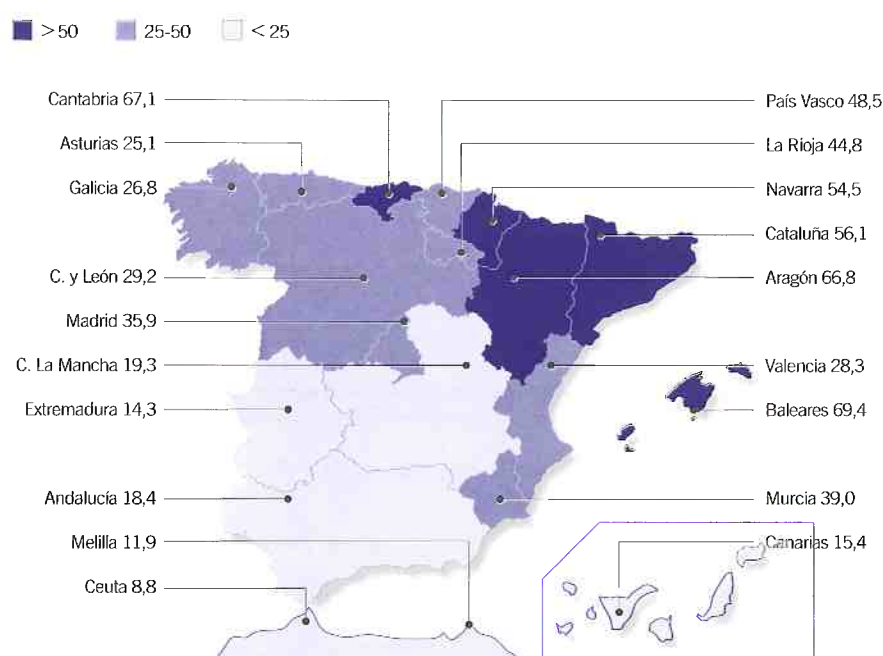 >50 25-50 <25
Cantabria 67,1
Asturias 25,1
Galicia 26,8
C. y León 29,2
Madrid 35,9
C. La Mancha 19,3
Extremadura 14,3
Andalucía 18,4
Melilla 11,9
Ceuta 8,8
País Vasco 48,5
La Rioja 44,8
Navarra 54,5
Cataluña 56,1
Aragón 66,8
Valencia 28,3
Baleares 69,4
Murcia 39,0
Canarias 15,4